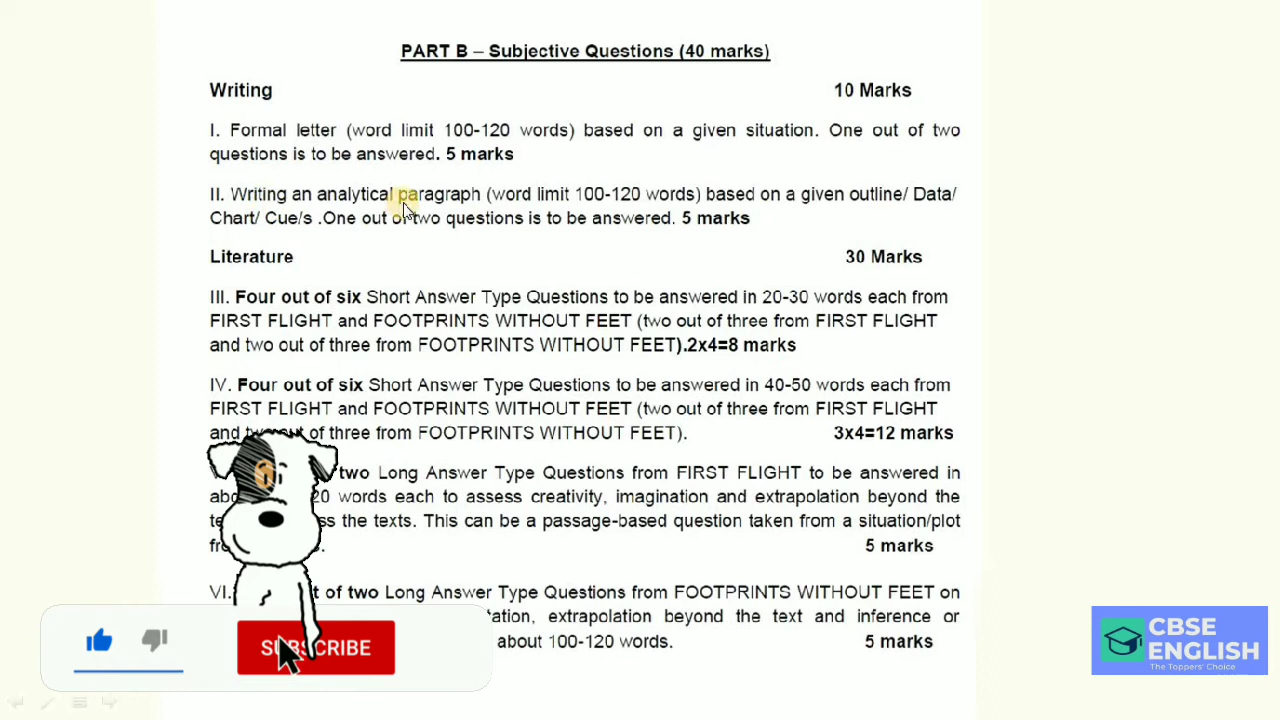 PART B – Subjective Questions (40 marks)
Writing 10 Marks
I. Formal letter (word limit 100-120 words) based on a given situation. One out of two
questions is to be answered. 5 marks
II. Writing an analytical paragraph (word limit 100-120 words) based on a given outline/ Data/
Chart/ Cue/s .One out of two questions is to be answered. 5 marks
Literature 30 Marks
III. Four out of six Short Answer Type Questions to be answered in 20-30 words each from
FIRST FLIGHT and FOOTPRINTS WITHOUT FEET (two out of three from FIRST FLIGHT
and two out of three from FOOTPRINTS WITHOUT FEET).2x4=8 marks
IV. Four out of six Short Answer Type Questions to be answered in 40-50 words each from
FIRST FLIGHT and FOOTPRINTS WITHOUT FEET (two out of three from FIRST FLIGHT
and of three from FOOTPRINTS WITHOUT FEET). 3x4=12 marks
two Long Answer Type Questions from FIRST FLIGHT to be answered in
20 words each to assess creativity, imagination and extrapolation beyond the
the texts. This can be a passage-based question taken from a situation/plot
5 marks
VI. of two Long Answer Type Questions from FOOTPRINTS WITHOUT FEET on
extrapolation beyond the text and inference or
about 100-120 words. 5 marks
SUBSCRIBE
CBSE
ENGLISH
The Toppers' Choice